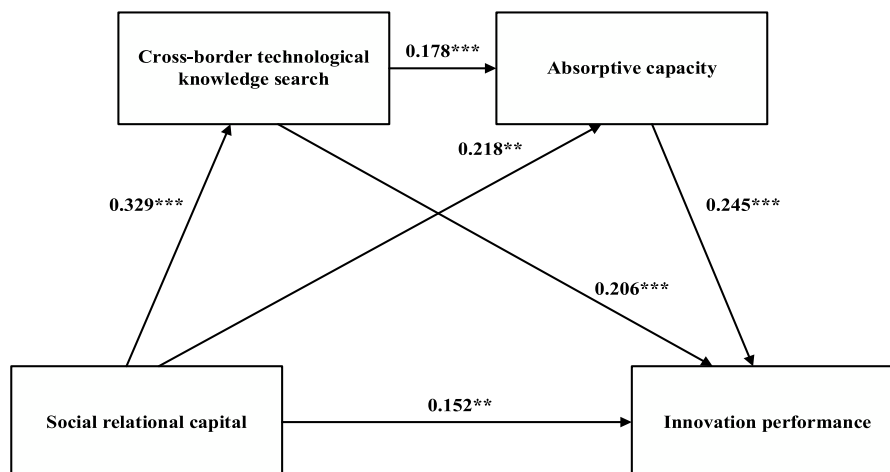 Cross-border technological
knowledge search
0.178***
Absorptive capacity
0.218**
0.329***
0.245***
0.206***
Social relational capital
0.152**
Innovation performance